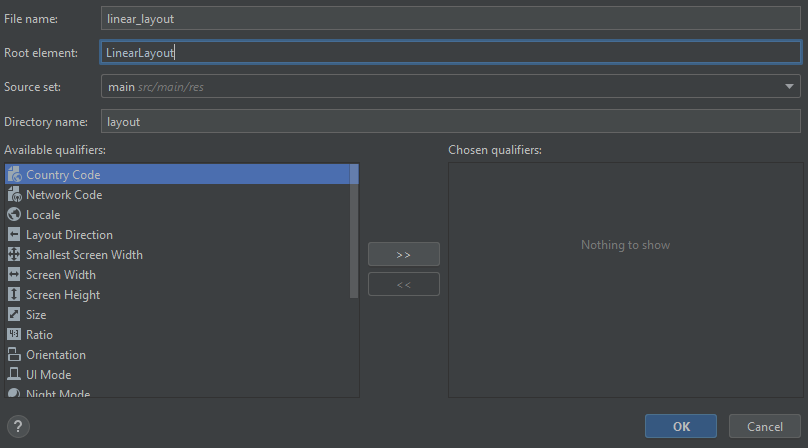 File name: linear_layout
Root element: LinearLayout
Source set: main src/main/res
Directory name: layout
Available qualifiers: Chosen qualifiers:
Country Code
Network Code
Locale
Layout Direction
Smallest Screen Width
Screen Width
Screen Height
Size
4:3 Ratio
Orientation
UI Mode
Night Mode
>>
<<
Nothing to show
? OK Cancel